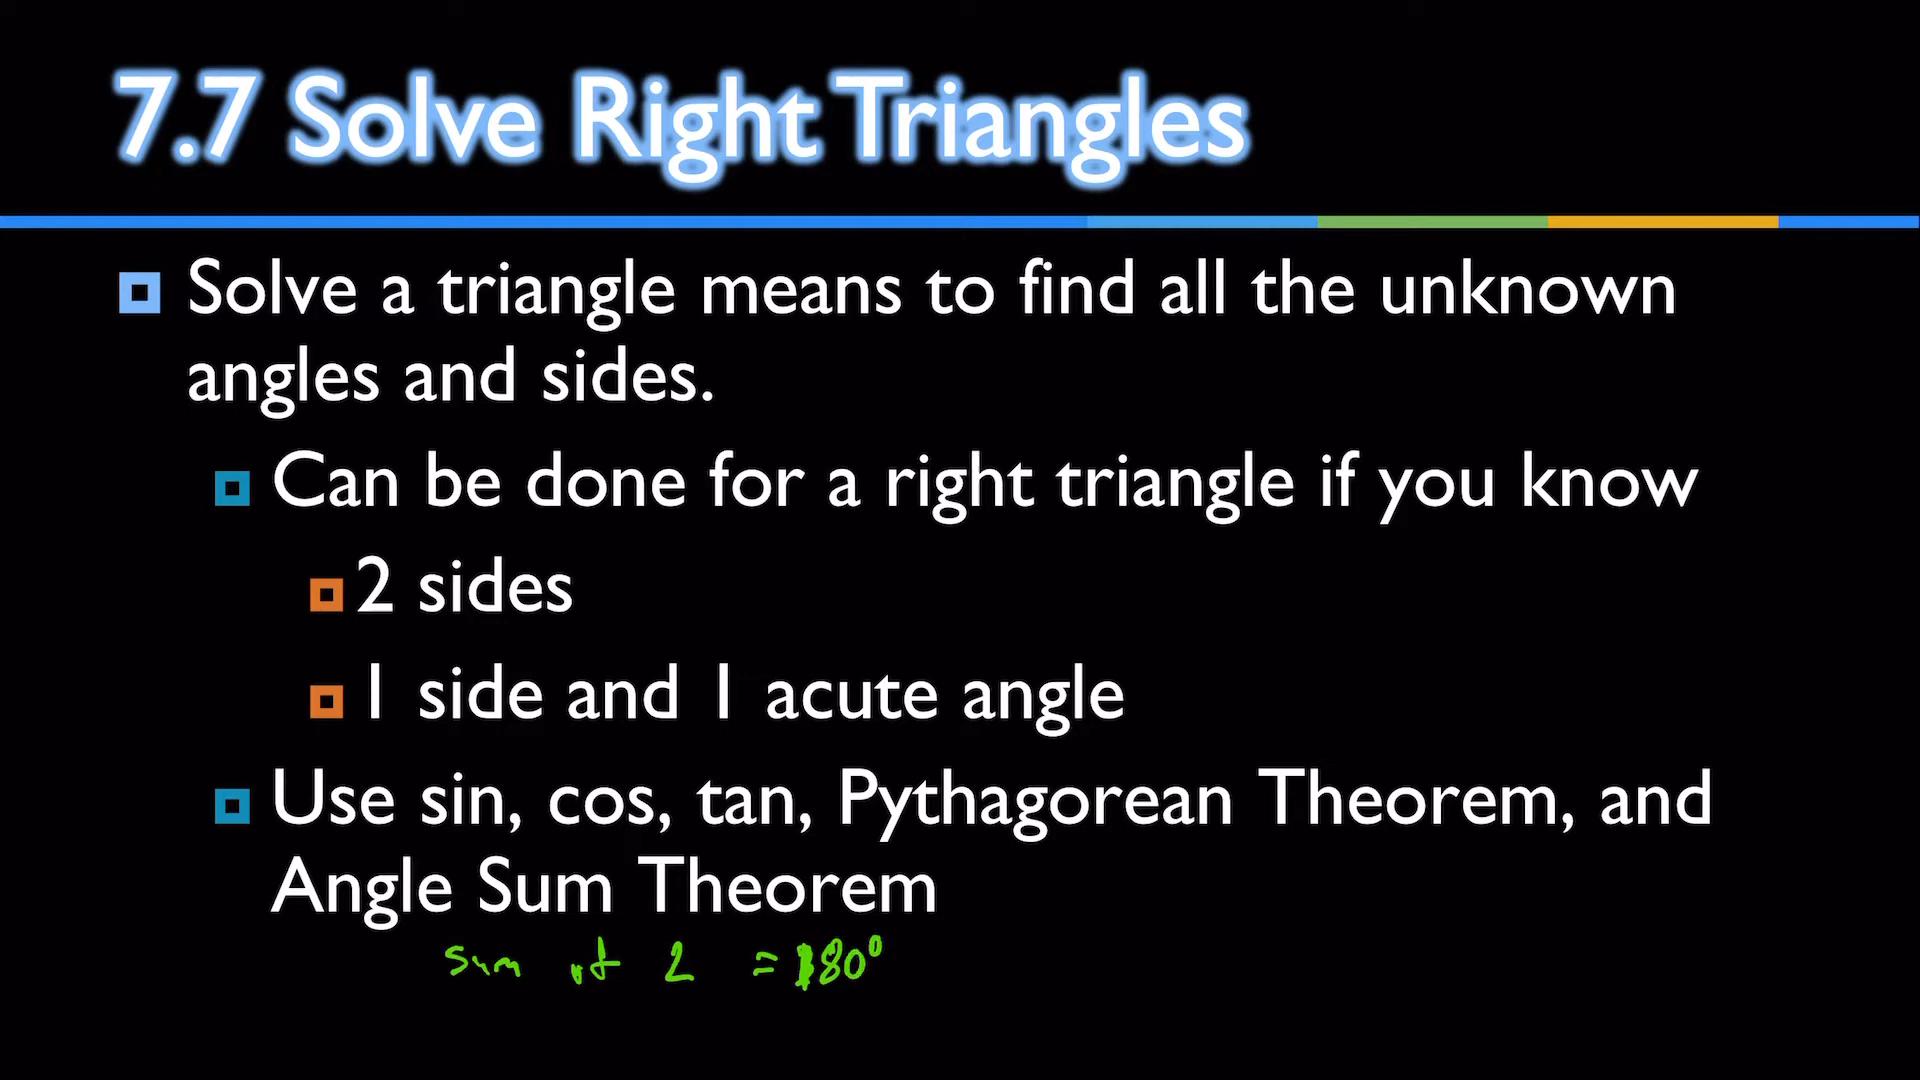 7.7 Solve Right Triangles
Solve a triangle means to find all the unknown
angles and sides.
Can be done for a right triangle if you know
2 sides
1 side and 1 acute angle
Use sin, cos, tan, Pythagorean Theorem, and
Angle Sum Theorem
sum of 2 = 180°